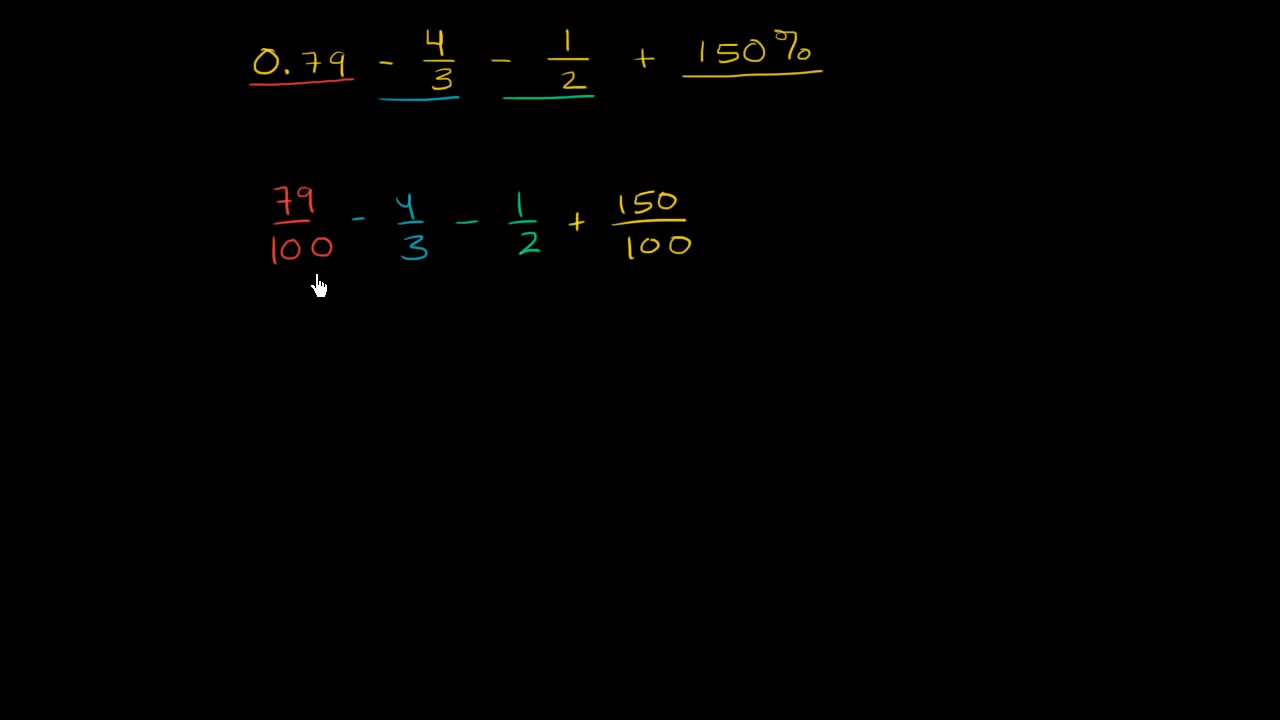 0.79 - 4/3 - 1/2 + 150%
79/100 - 4/3 - 1/2 + 150/100